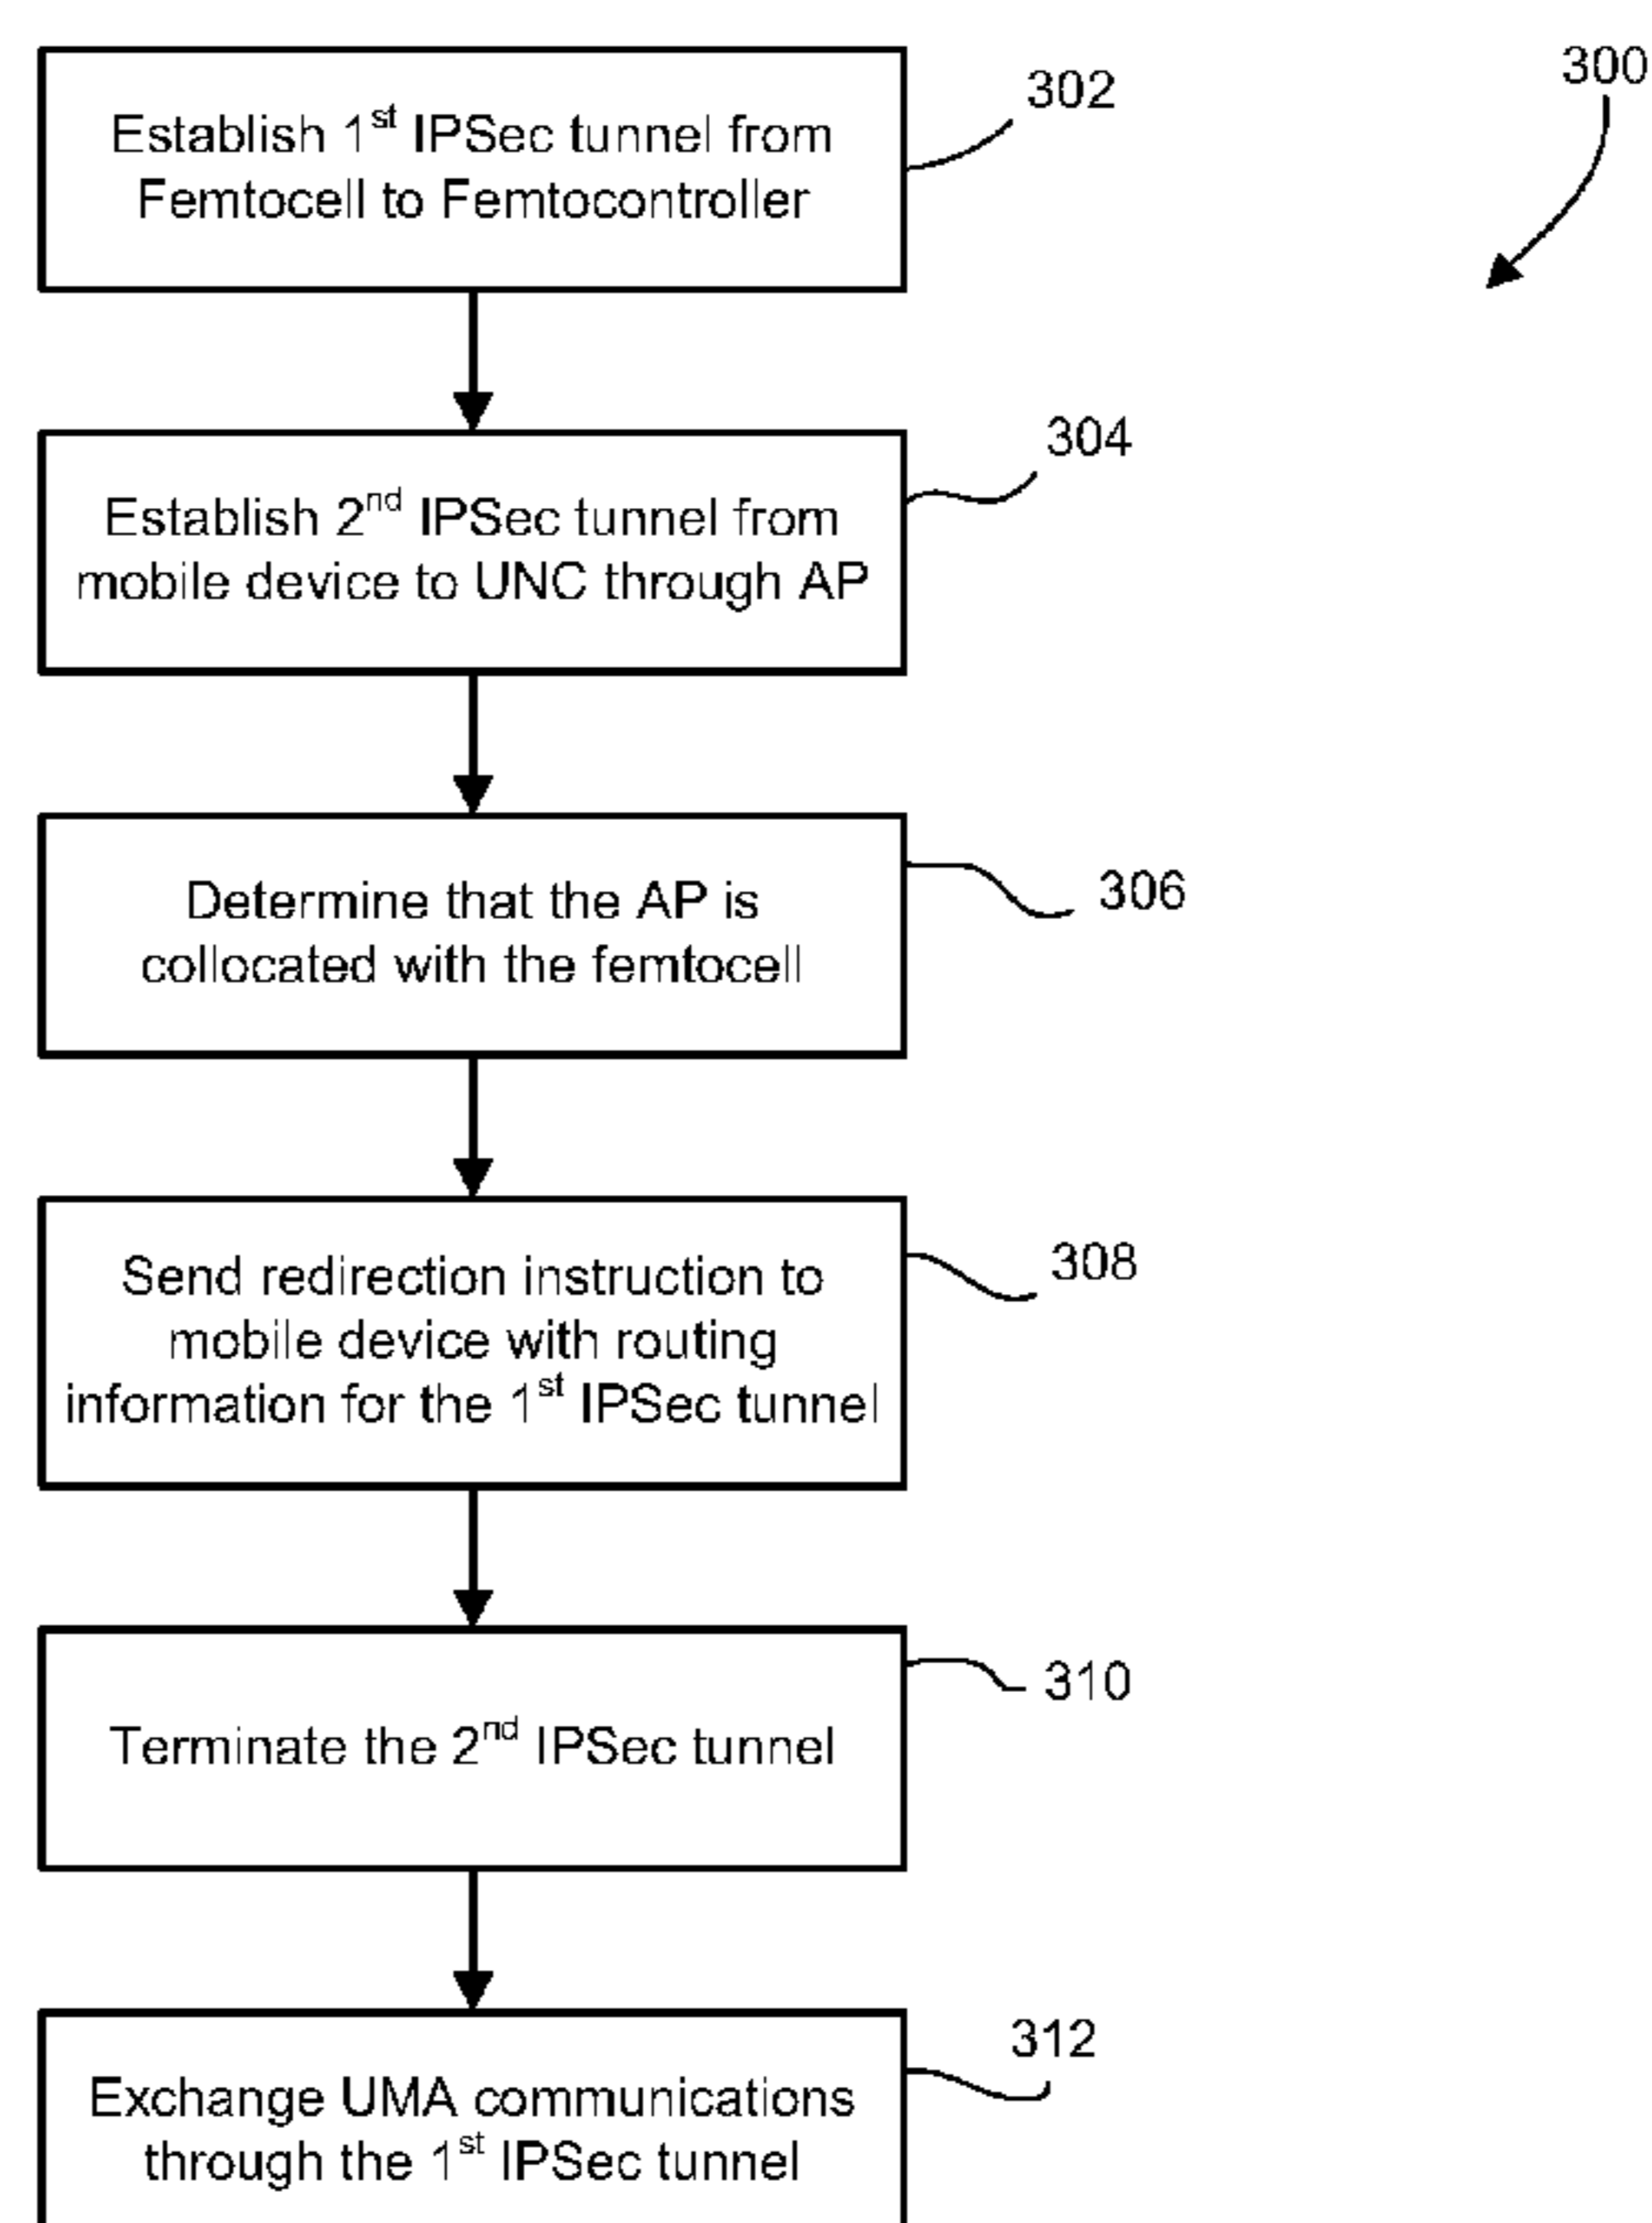 300
302
Establish 1st IPSec tunnel from
Femtocell to Femtocontroller
304
Establish 2nd IPSec tunnel from
mobile device to UNC through AP
306
Determine that the AP is
collocated with the femtocell
308
Send redirection instruction to
mobile device with routing
information for the 1st IPSec tunnel
310
Terminate the 2nd IPSec tunnel
312
Exchange UMA communications
through the 1st IPSec tunnel